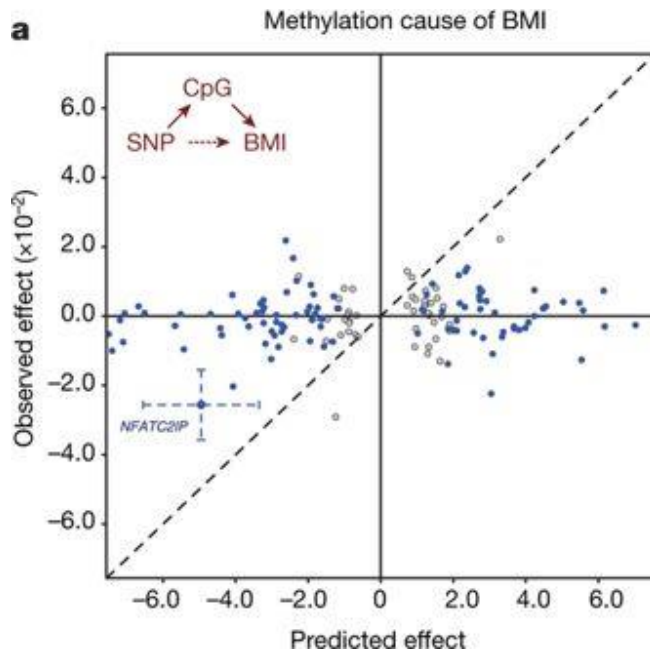 a
Methylation cause of BMI
CpG
SNP
BMI
Observed effect (×10⁻²)
6.0
4.0
2.0
0.0
−2.0
−4.0
−6.0
NFATC2IP
−6.0 −4.0 −2.0 0 2.0 4.0 6.0
Predicted effect